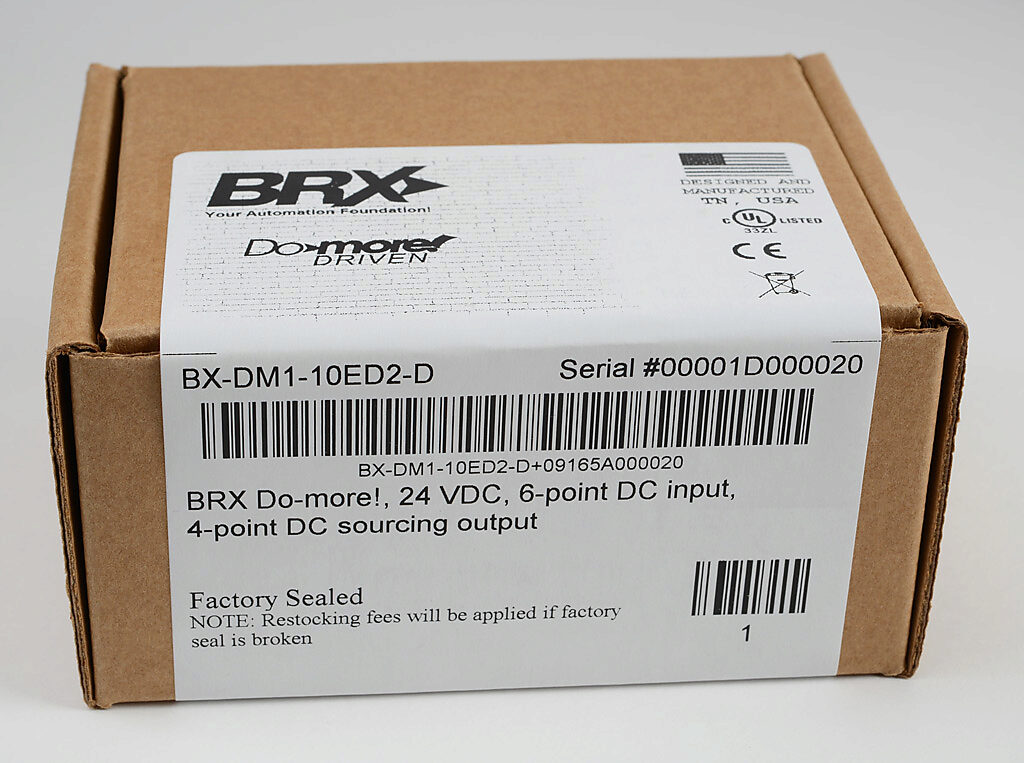 BRX
Your Automation Foundation!
Do-more!
DRIVEN
DESIGNED AND
MANUFACTURED
TN, USA
C UL LISTED
33ZL
CE
BX-DM1-10ED2-D
Serial #00001D000020
BX-DM1-10ED2-D+09165A000020
BRX Do-more!, 24 VDC, 6-point DC input,
4-point DC sourcing output
Factory Sealed
NOTE: Restocking fees will be applied if factory
seal is broken
1